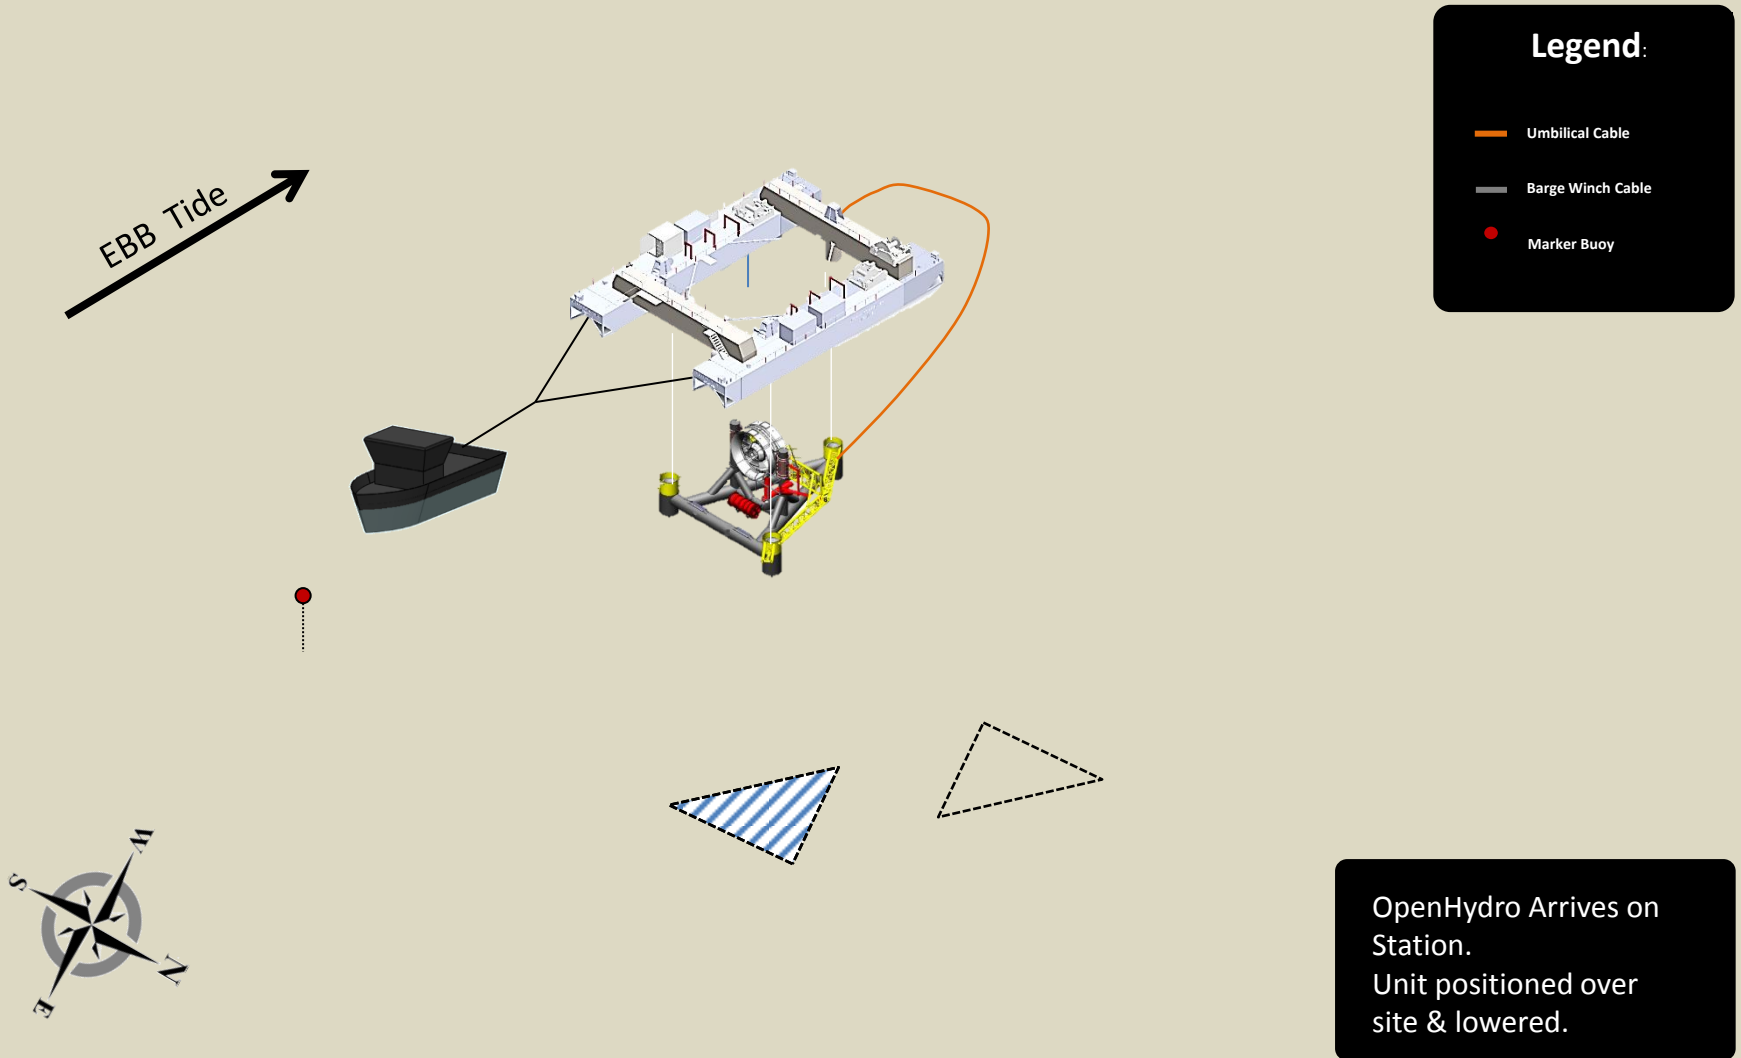 Legend:
Umbilical Cable
Barge Winch Cable
Marker Buoy
EBB Tide
W
S
N
E
OpenHydro Arrives on
Station.
Unit positioned over
site & lowered.